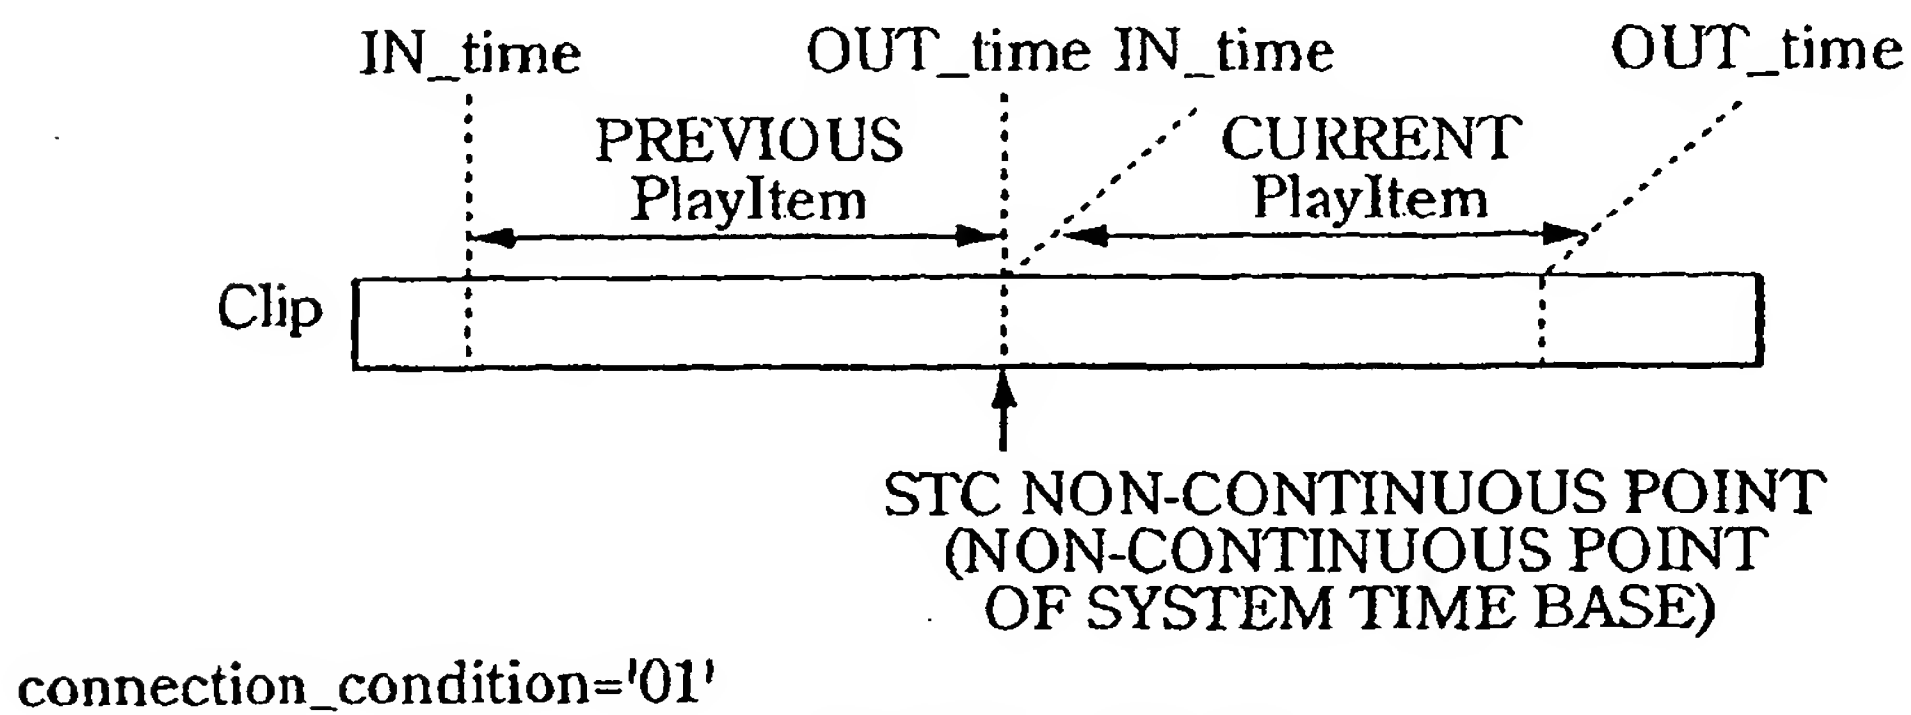 IN_time OUT_time IN_time OUT_time
PREVIOUS
PlayItem
CURRENT
PlayItem
Clip
STC NON-CONTINUOUS POINT
(NON-CONTINUOUS POINT
OF SYSTEM TIME BASE)
connection_condition='01'